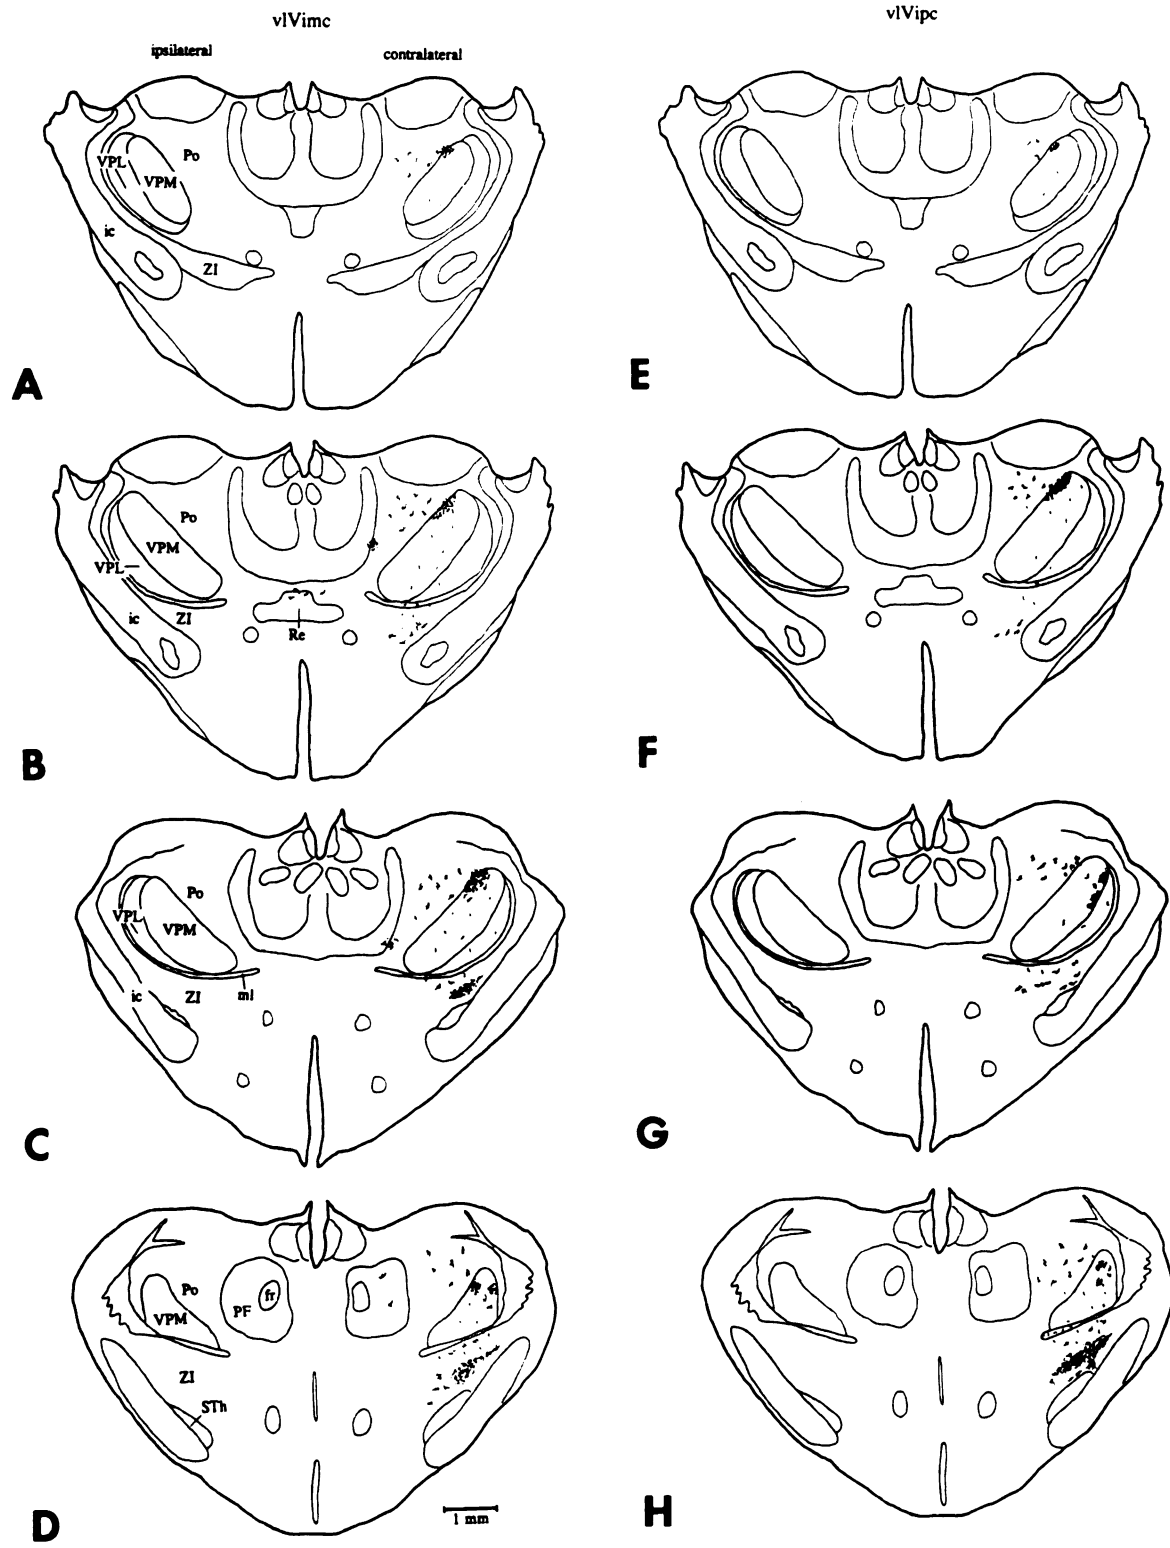 vlVimc
vlVipc
ipsilateral
contralateral
VPL
VPM
Po
ic
ZI
A
E
Po
VPM
VPL
ic
ZI
Re
B
F
Po
VPL
VPM
ic
ZI
ml
C
G
Po
VPM
PF
fr
ZI
STh
1 mm
D
H